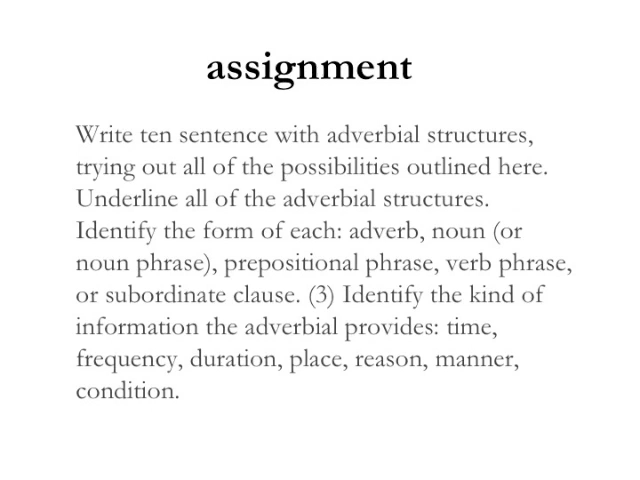 assignment
Write ten sentence with adverbial structures,
trying out all of the possibilities outlined here.
Underline all of the adverbial structures.
Identify the form of each: adverb, noun (or
noun phrase), prepositional phrase, verb phrase,
or subordinate clause. (3) Identify the kind of
information the adverbial provides: time,
frequency, duration, place, reason, manner,
condition.